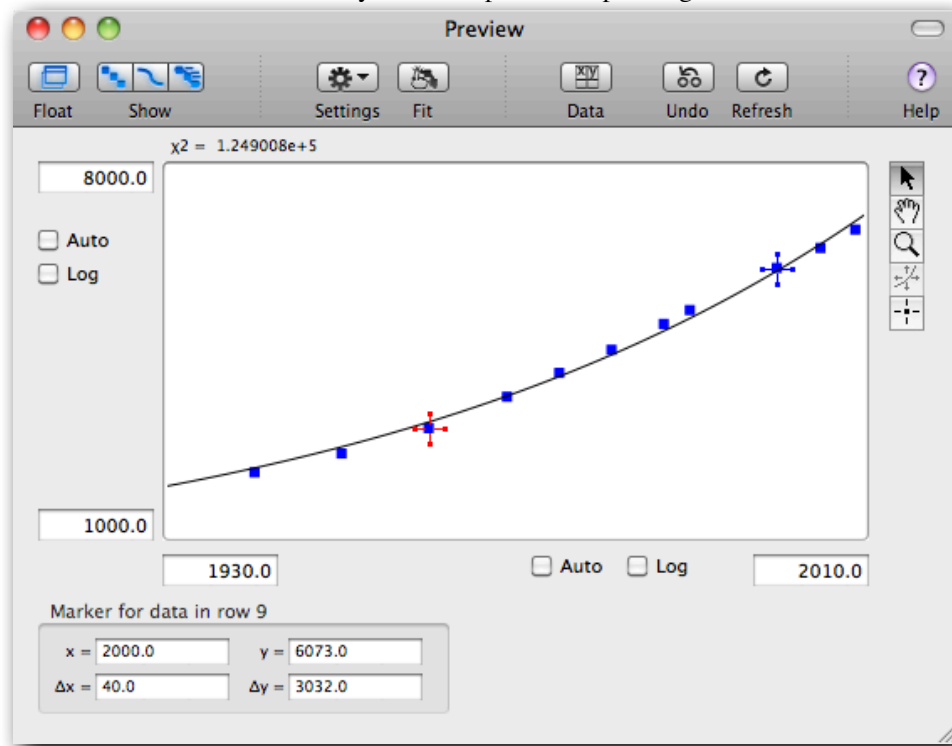 Preview
Float Show Settings Fit Data Undo Refresh Help
χ2 = 1.249008e+5
8000.0
Auto
Log
1000.0
1930.0 Auto Log 2010.0
Marker for data in row 9
x = 2000.0 y = 6073.0
Δx = 40.0 Δy = 3032.0